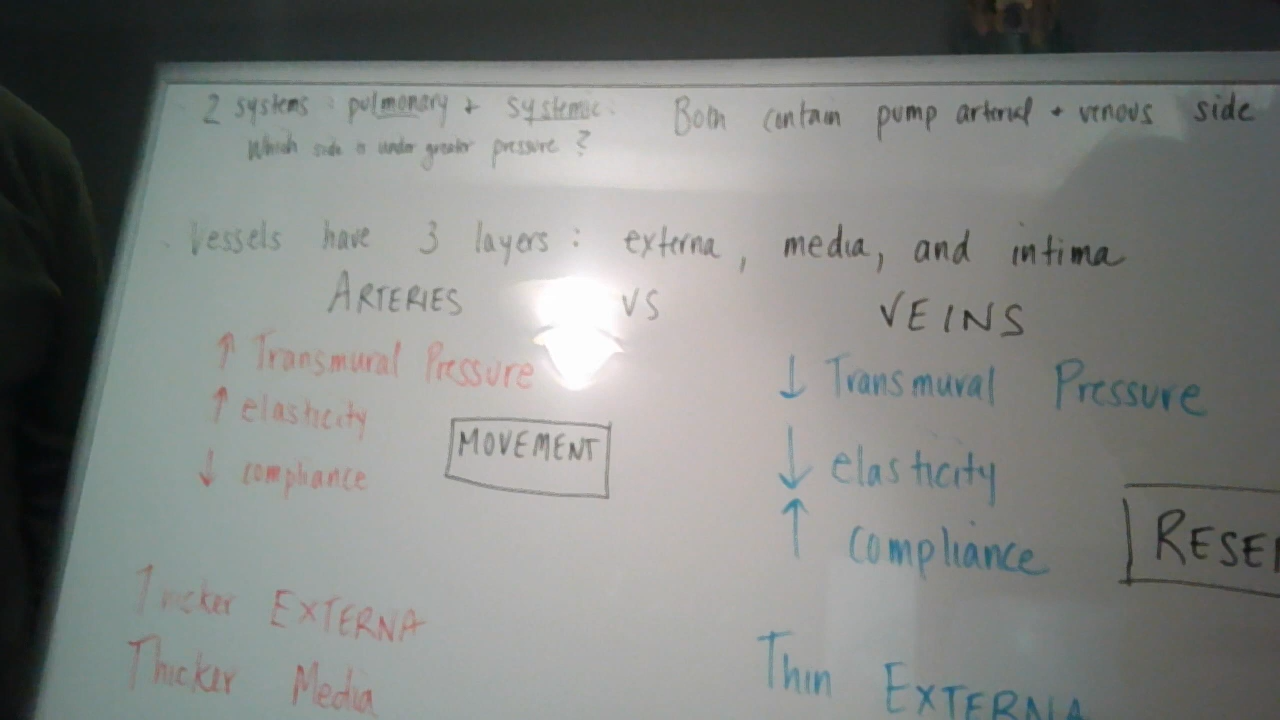 2 systems : pulmonary + systemic. Both contain pump arterial + venous side
Which side is under greater pressure ?
Vessels have 3 layers : externa, media, and intima
ARTERIES VS VEINS
↑ Transmural Pressure
↑ elasticity
↓ compliance
MOVEMENT
Thicker EXTERNA
Thicker Media
↓ Transmural Pressure
↓ elasticity
↑ compliance
RESE
Thin EXTERNA